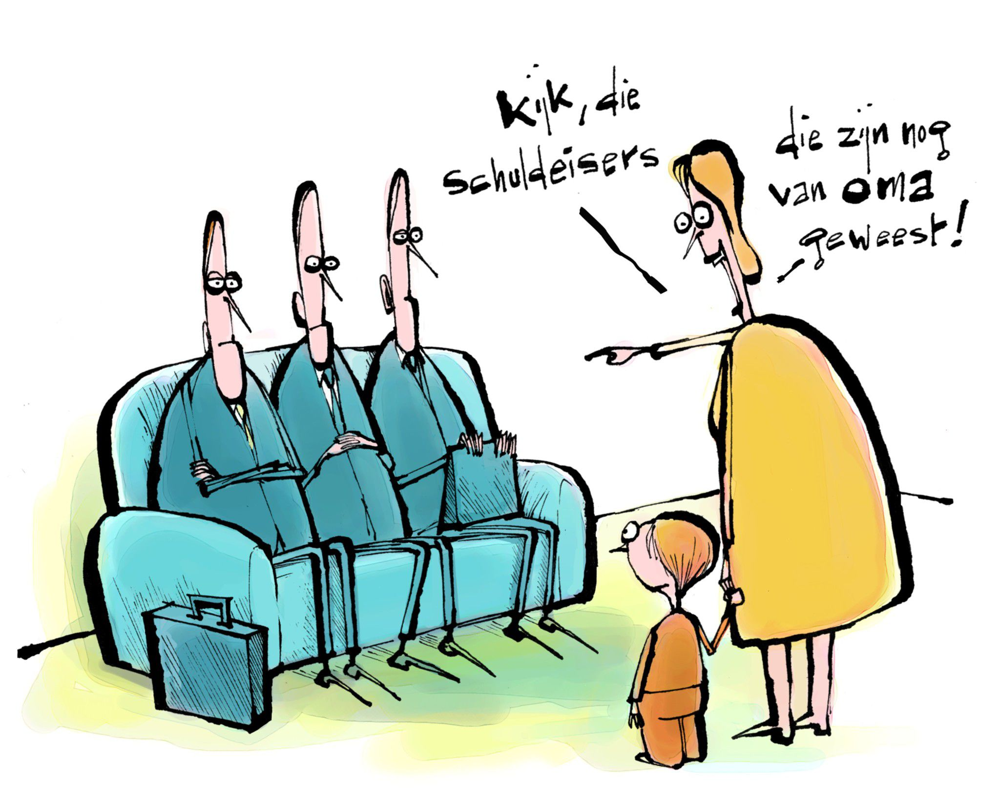 Kijk, die
schuldeisers
die zijn nog
van oma
geweest!